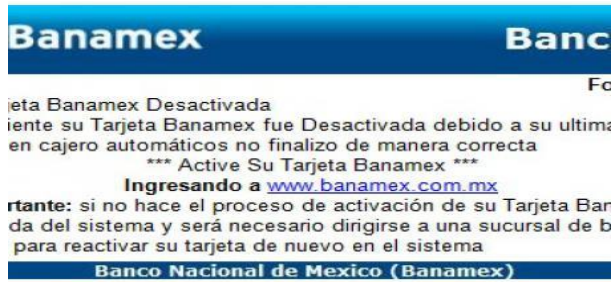 Banamex Banc
Fo
jeta Banamex Desactivada
iente su Tarjeta Banamex fue Desactivada debido a su ultima
en cajero automáticos no finalizo de manera correcta
*** Active Su Tarjeta Banamex ***
Ingresando a www.banamex.com.mx
rtante: si no hace el proceso de activación de su Tarjeta Ban
da del sistema y será necesario dirigirse a una sucursal de b
para reactivar su tarjeta de nuevo en el sistema
Banco Nacional de Mexico (Banamex)